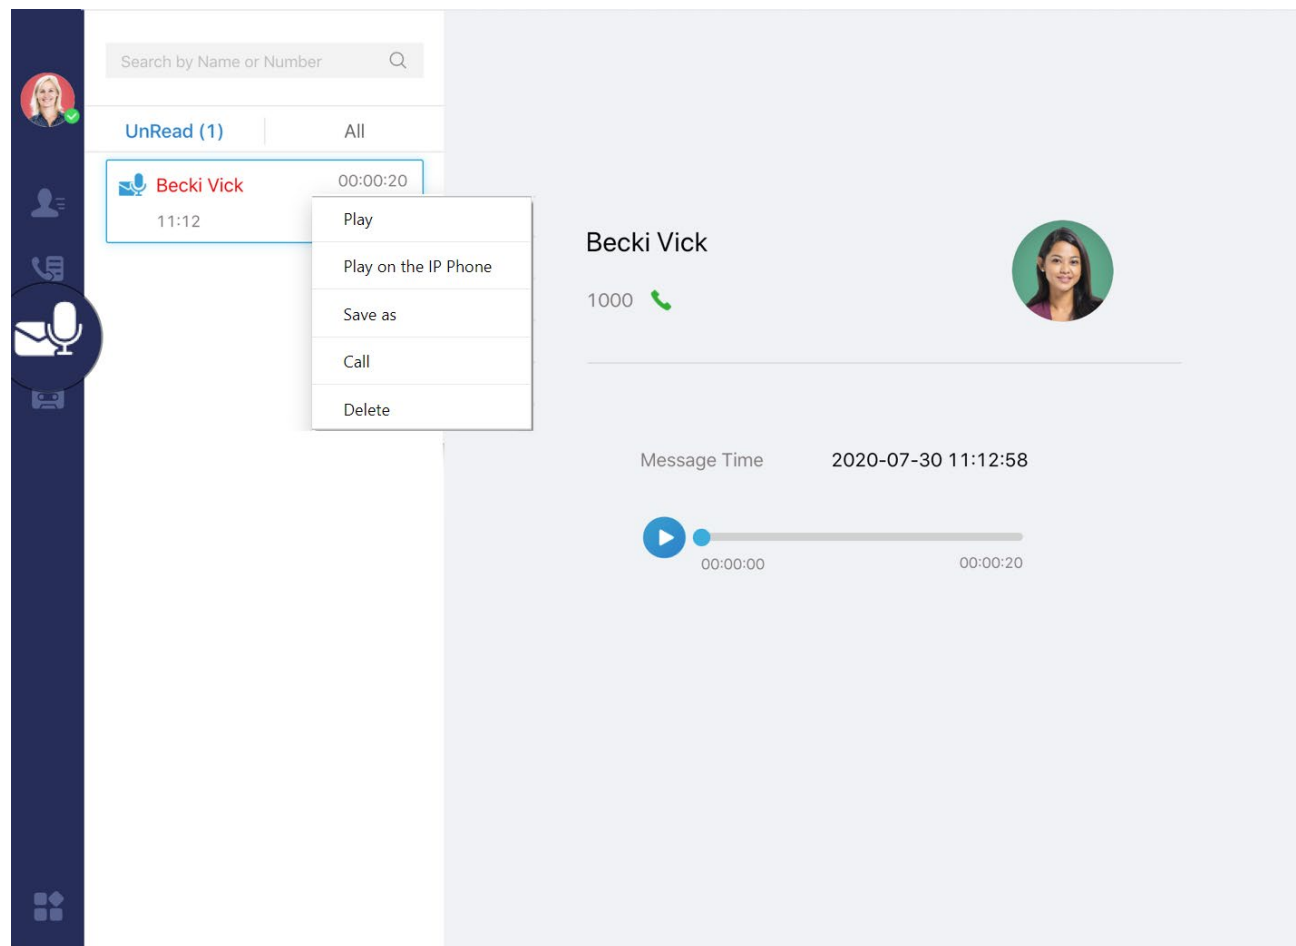 Search by Name or Number
UnRead (1)
All
Becki Vick
00:00:20
11:12
Play
Play on the IP Phone
Save as
Call
Delete
Becki Vick
1000
Message Time
2020-07-30 11:12:58
00:00:00
00:00:20